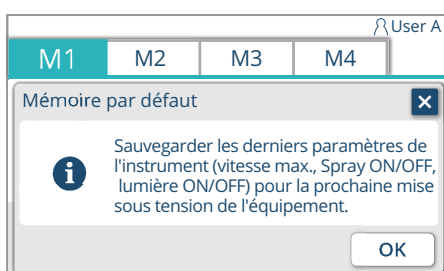 User A
M1 M2 M3 M4
Mémoire par défaut
Sauvegarder les derniers paramètres de
l'instrument (vitesse max., Spray ON/OFF,
lumière ON/OFF) pour la prochaine mise
sous tension de l'équipement.
OK